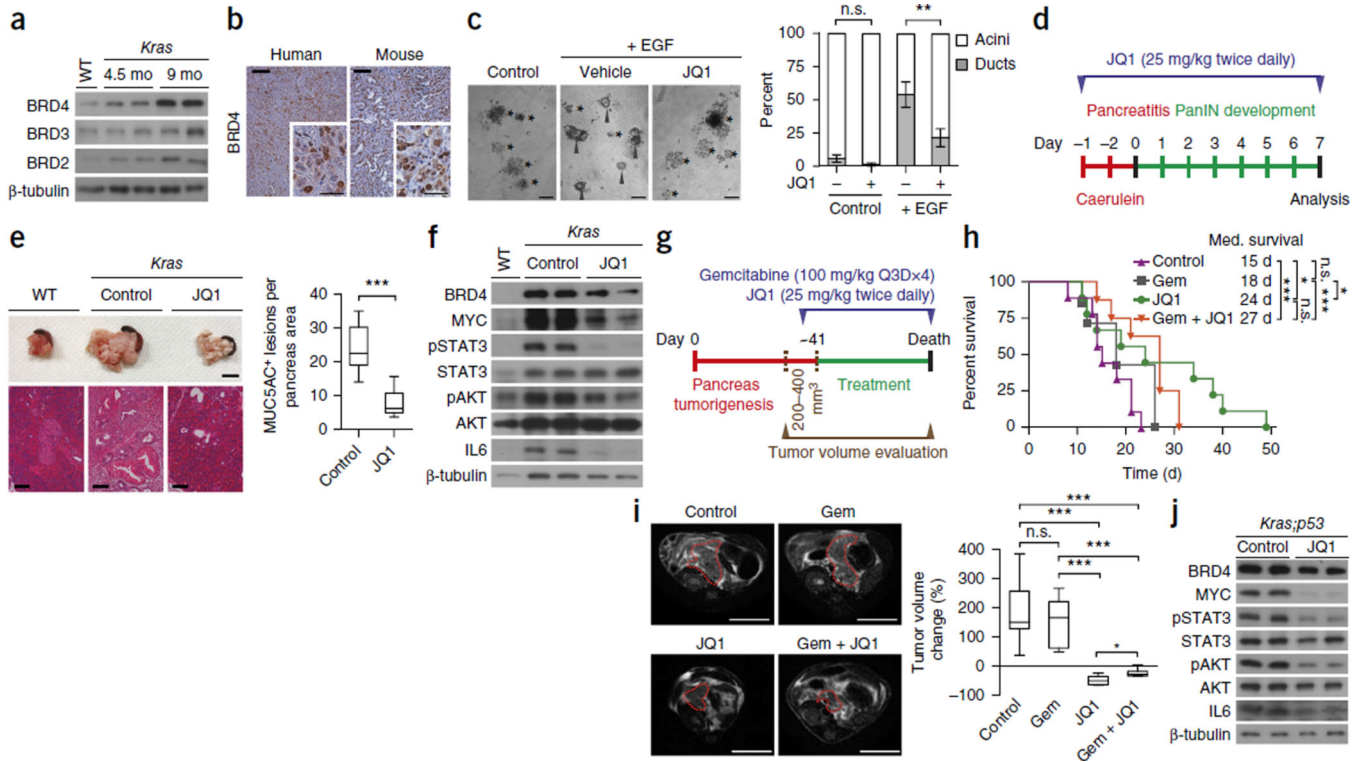 a
WT
Kras
4.5 mo 9 mo
BRD4
BRD3
BRD2
β-tubulin
b
Human Mouse
BRD4
c
+ EGF
Control Vehicle JQ1
* * * * * *
n.s. **
Percent
100
75
50
25
0
Acini
Ducts
JQ1 – + – +
Control + EGF
d
JQ1 (25 mg/kg twice daily)
Pancreatitis PanIN development
Day –1 –2 0 1 2 3 4 5 6 7
Caerulein Analysis
e
Kras
WT Control JQ1
MUC5AC+ lesions per
pancreas area
***
40
30
20
10
0
Control JQ1
f
WT
Kras
Control JQ1
BRD4
MYC
pSTAT3
STAT3
pAKT
AKT
IL6
β-tubulin
g
Gemcitabine (100 mg/kg Q3D×4)
JQ1 (25 mg/kg twice daily)
Day 0 ~41 Death
Pancreas
tumorigenesis
200–400
mm3
Treatment
Tumor volume evaluation
h
Med. survival
Control 15 d
Gem 18 d
JQ1 24 d
Gem + JQ1 27 d
**** * n.s. n.s. *** *
Percent survival
100
75
50
25
0
0 10 20 30 40 50
Time (d)
i
Control Gem
JQ1 Gem + JQ1
***
***
n.s. ***
***
*
Tumor volume
change (%)
400
300
200
100
0
–100
Control Gem JQ1 Gem + JQ1
j
Kras;p53
Control JQ1
BRD4
MYC
pSTAT3
STAT3
pAKT
AKT
IL6
β-tubulin